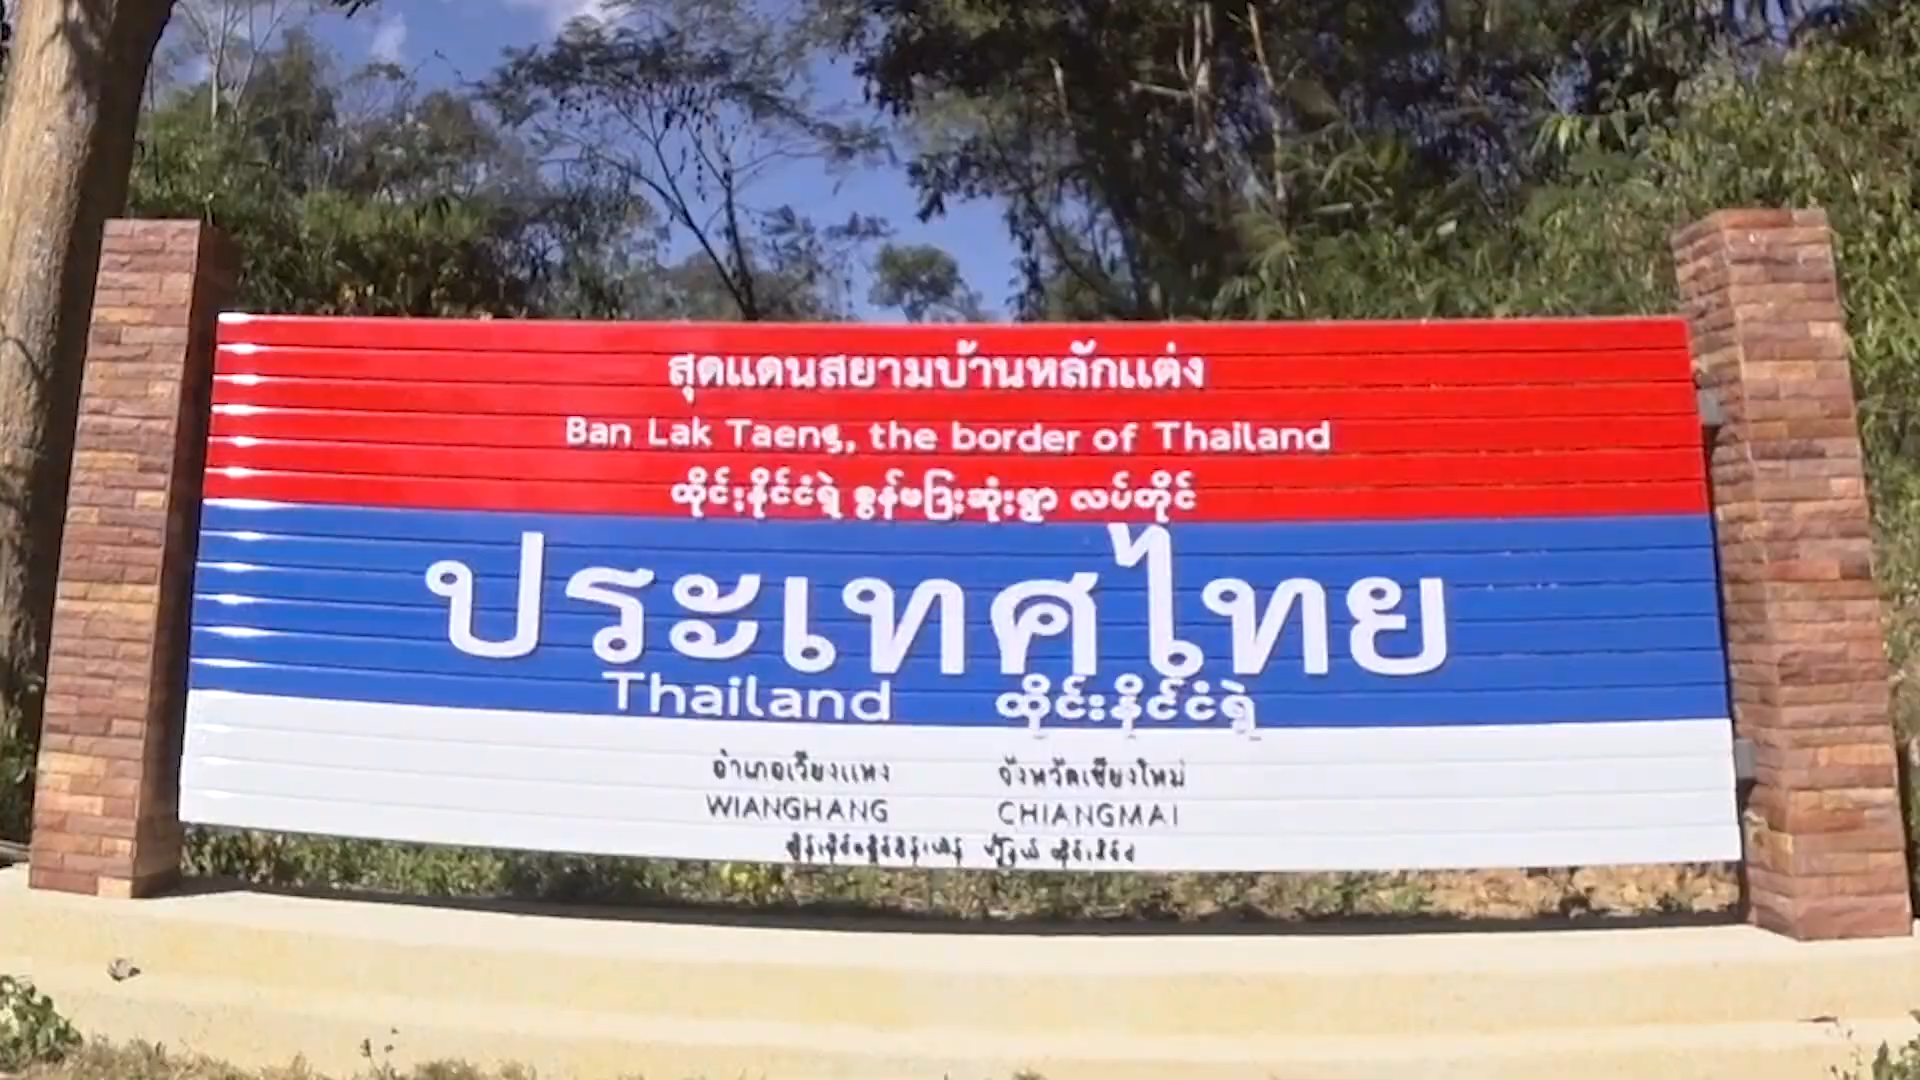 สุดแดนสยามบ้านหลักแต่ง
Ban Lak Taeng, the border of Thailand
ထိုင်းနိုင်ငံရဲ့ စွန်ဖျားဆုံးရွာ လပ်တိုင်
ประเทศไทย
Thailand ထိုင်းနိုင်ငံရဲ့
อำเภอเวียงแหง จังหวัดเชียงใหม่
WIANGHANG CHIANGMAI